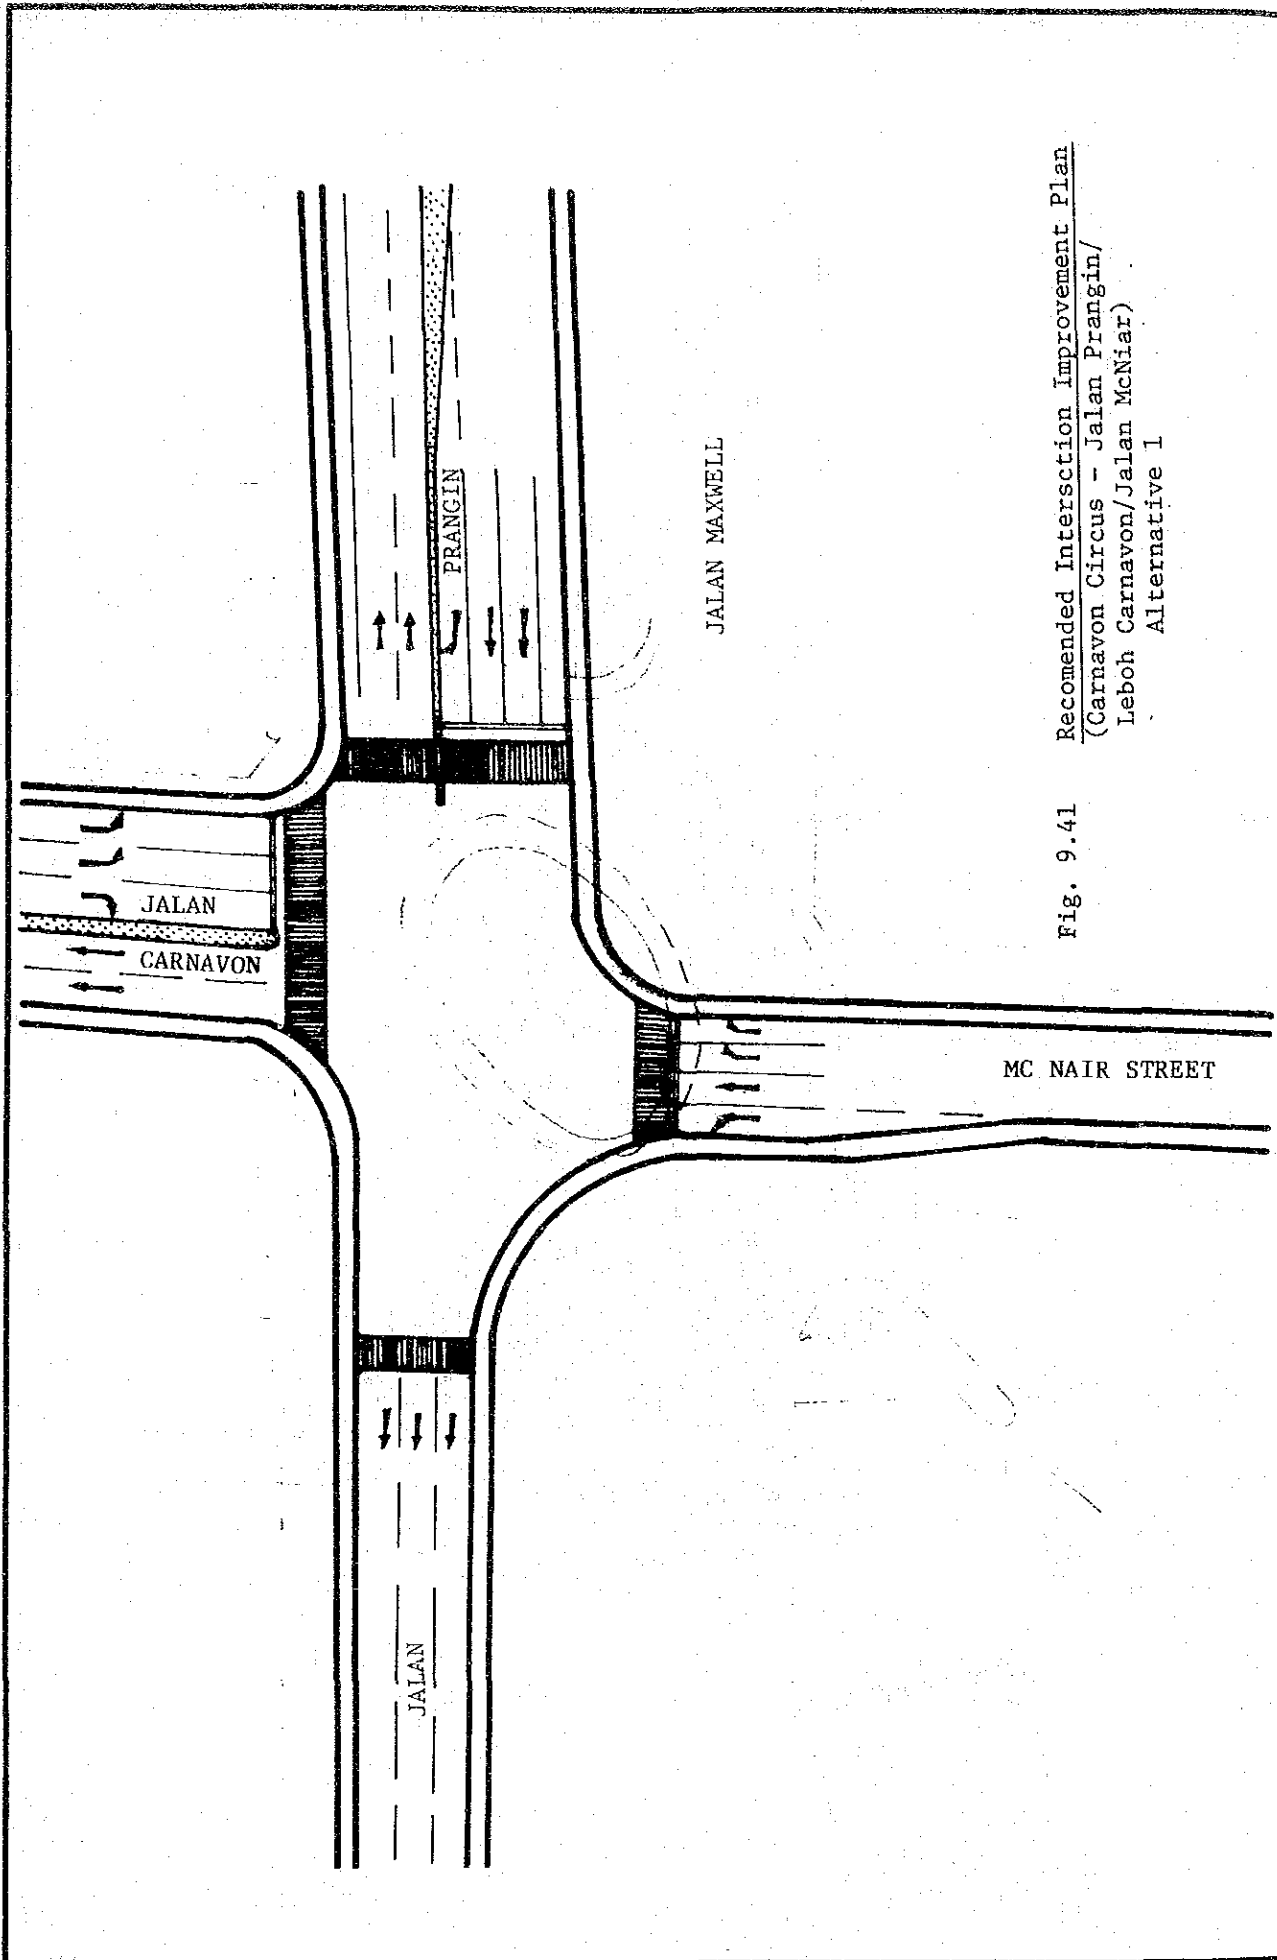 JALAN
CARNAVON
PRANGIN
JALAN MAXWELL
MC NAIR STREET
JALAN
Fig. 9.41 Recomended Intersction Improvement Plan
(Carnavon Circus - Jalan Prangin/
Leboh Carnavon/Jalan McNiar)
Alternative 1